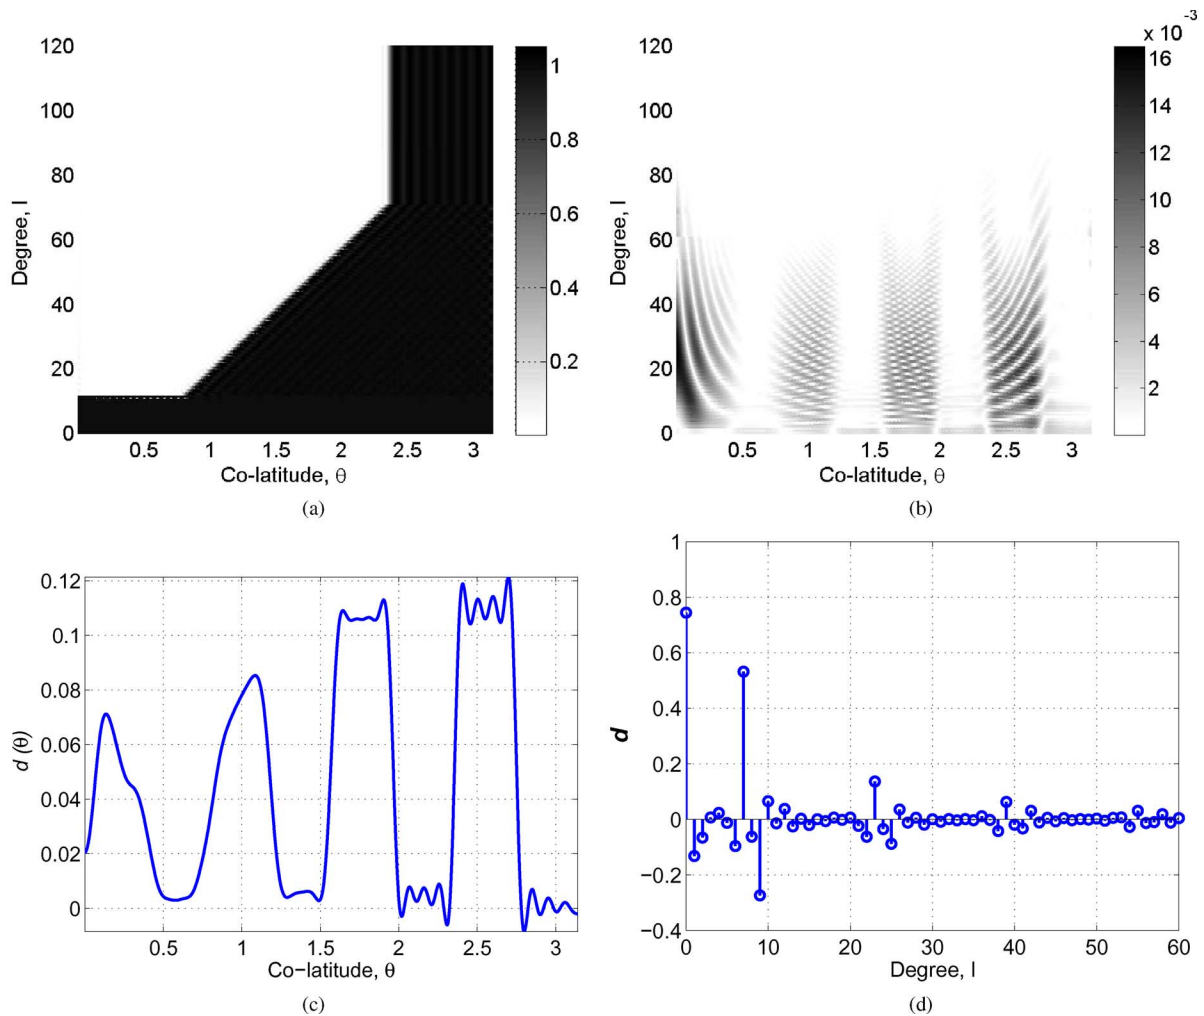 120
100
80
60
40
20
0
Degree, l
0.5 1 1.5 2 2.5 3
Co-latitude, θ
1
0.8
0.6
0.4
0.2
(a)
120
100
80
60
40
20
0
Degree, l
0.5 1 1.5 2 2.5 3
Co-latitude, θ
x 10⁻³
16
14
12
10
8
6
4
2
(b)
0.12
0.1
0.08
0.06
0.04
0.02
0
d (θ)
0.5 1 1.5 2 2.5 3
Co−latitude, θ
(c)
1
0.8
0.6
0.4
0.2
0
−0.2
−0.4
d
0 10 20 30 40 50 60
Degree, l
(d)